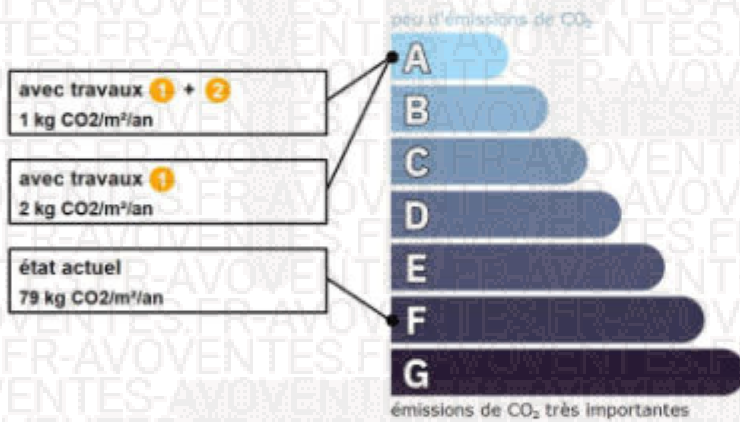 peu d'émissions de CO₂
avec travaux 1 + 2
1 kg CO2/m²/an
avec travaux 1
2 kg CO2/m²/an
état actuel
79 kg CO2/m²/an
A
B
C
D
E
F
G
émissions de CO₂ très importantes